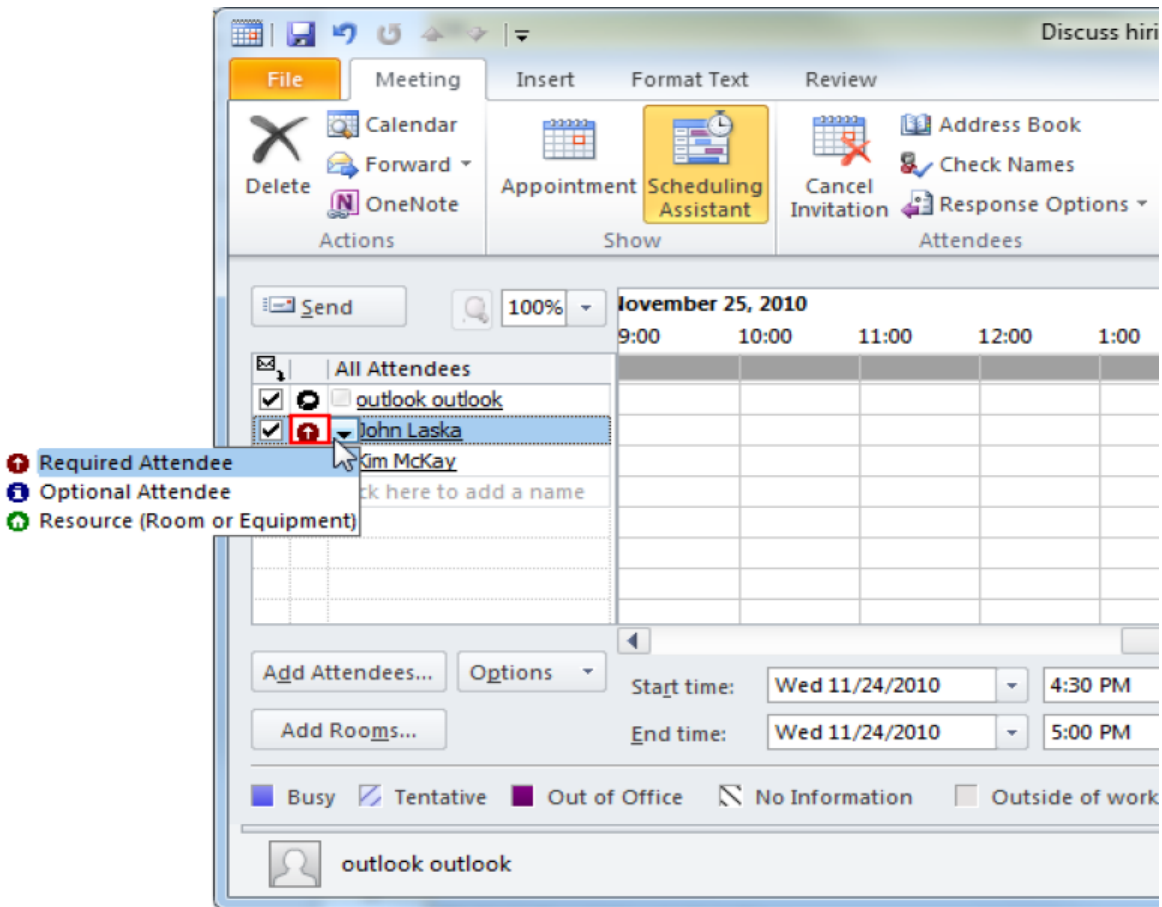 Discuss hiri
File Meeting Insert Format Text Review
Calendar
Forward
OneNote
Delete
Actions
Appointment
Scheduling
Assistant
Show
Cancel
Invitation
Address Book
Check Names
Response Options
Attendees
Send
100%
November 25, 2010
9:00 10:00 11:00 12:00 1:00
All Attendees
outlook outlook
John Laska
Kim McKay
ck here to add a name
Required Attendee
Optional Attendee
Resource (Room or Equipment)
Add Attendees... Options
Add Rooms...
Start time: Wed 11/24/2010 4:30 PM
End time: Wed 11/24/2010 5:00 PM
Busy Tentative Out of Office No Information Outside of work
outlook outlook